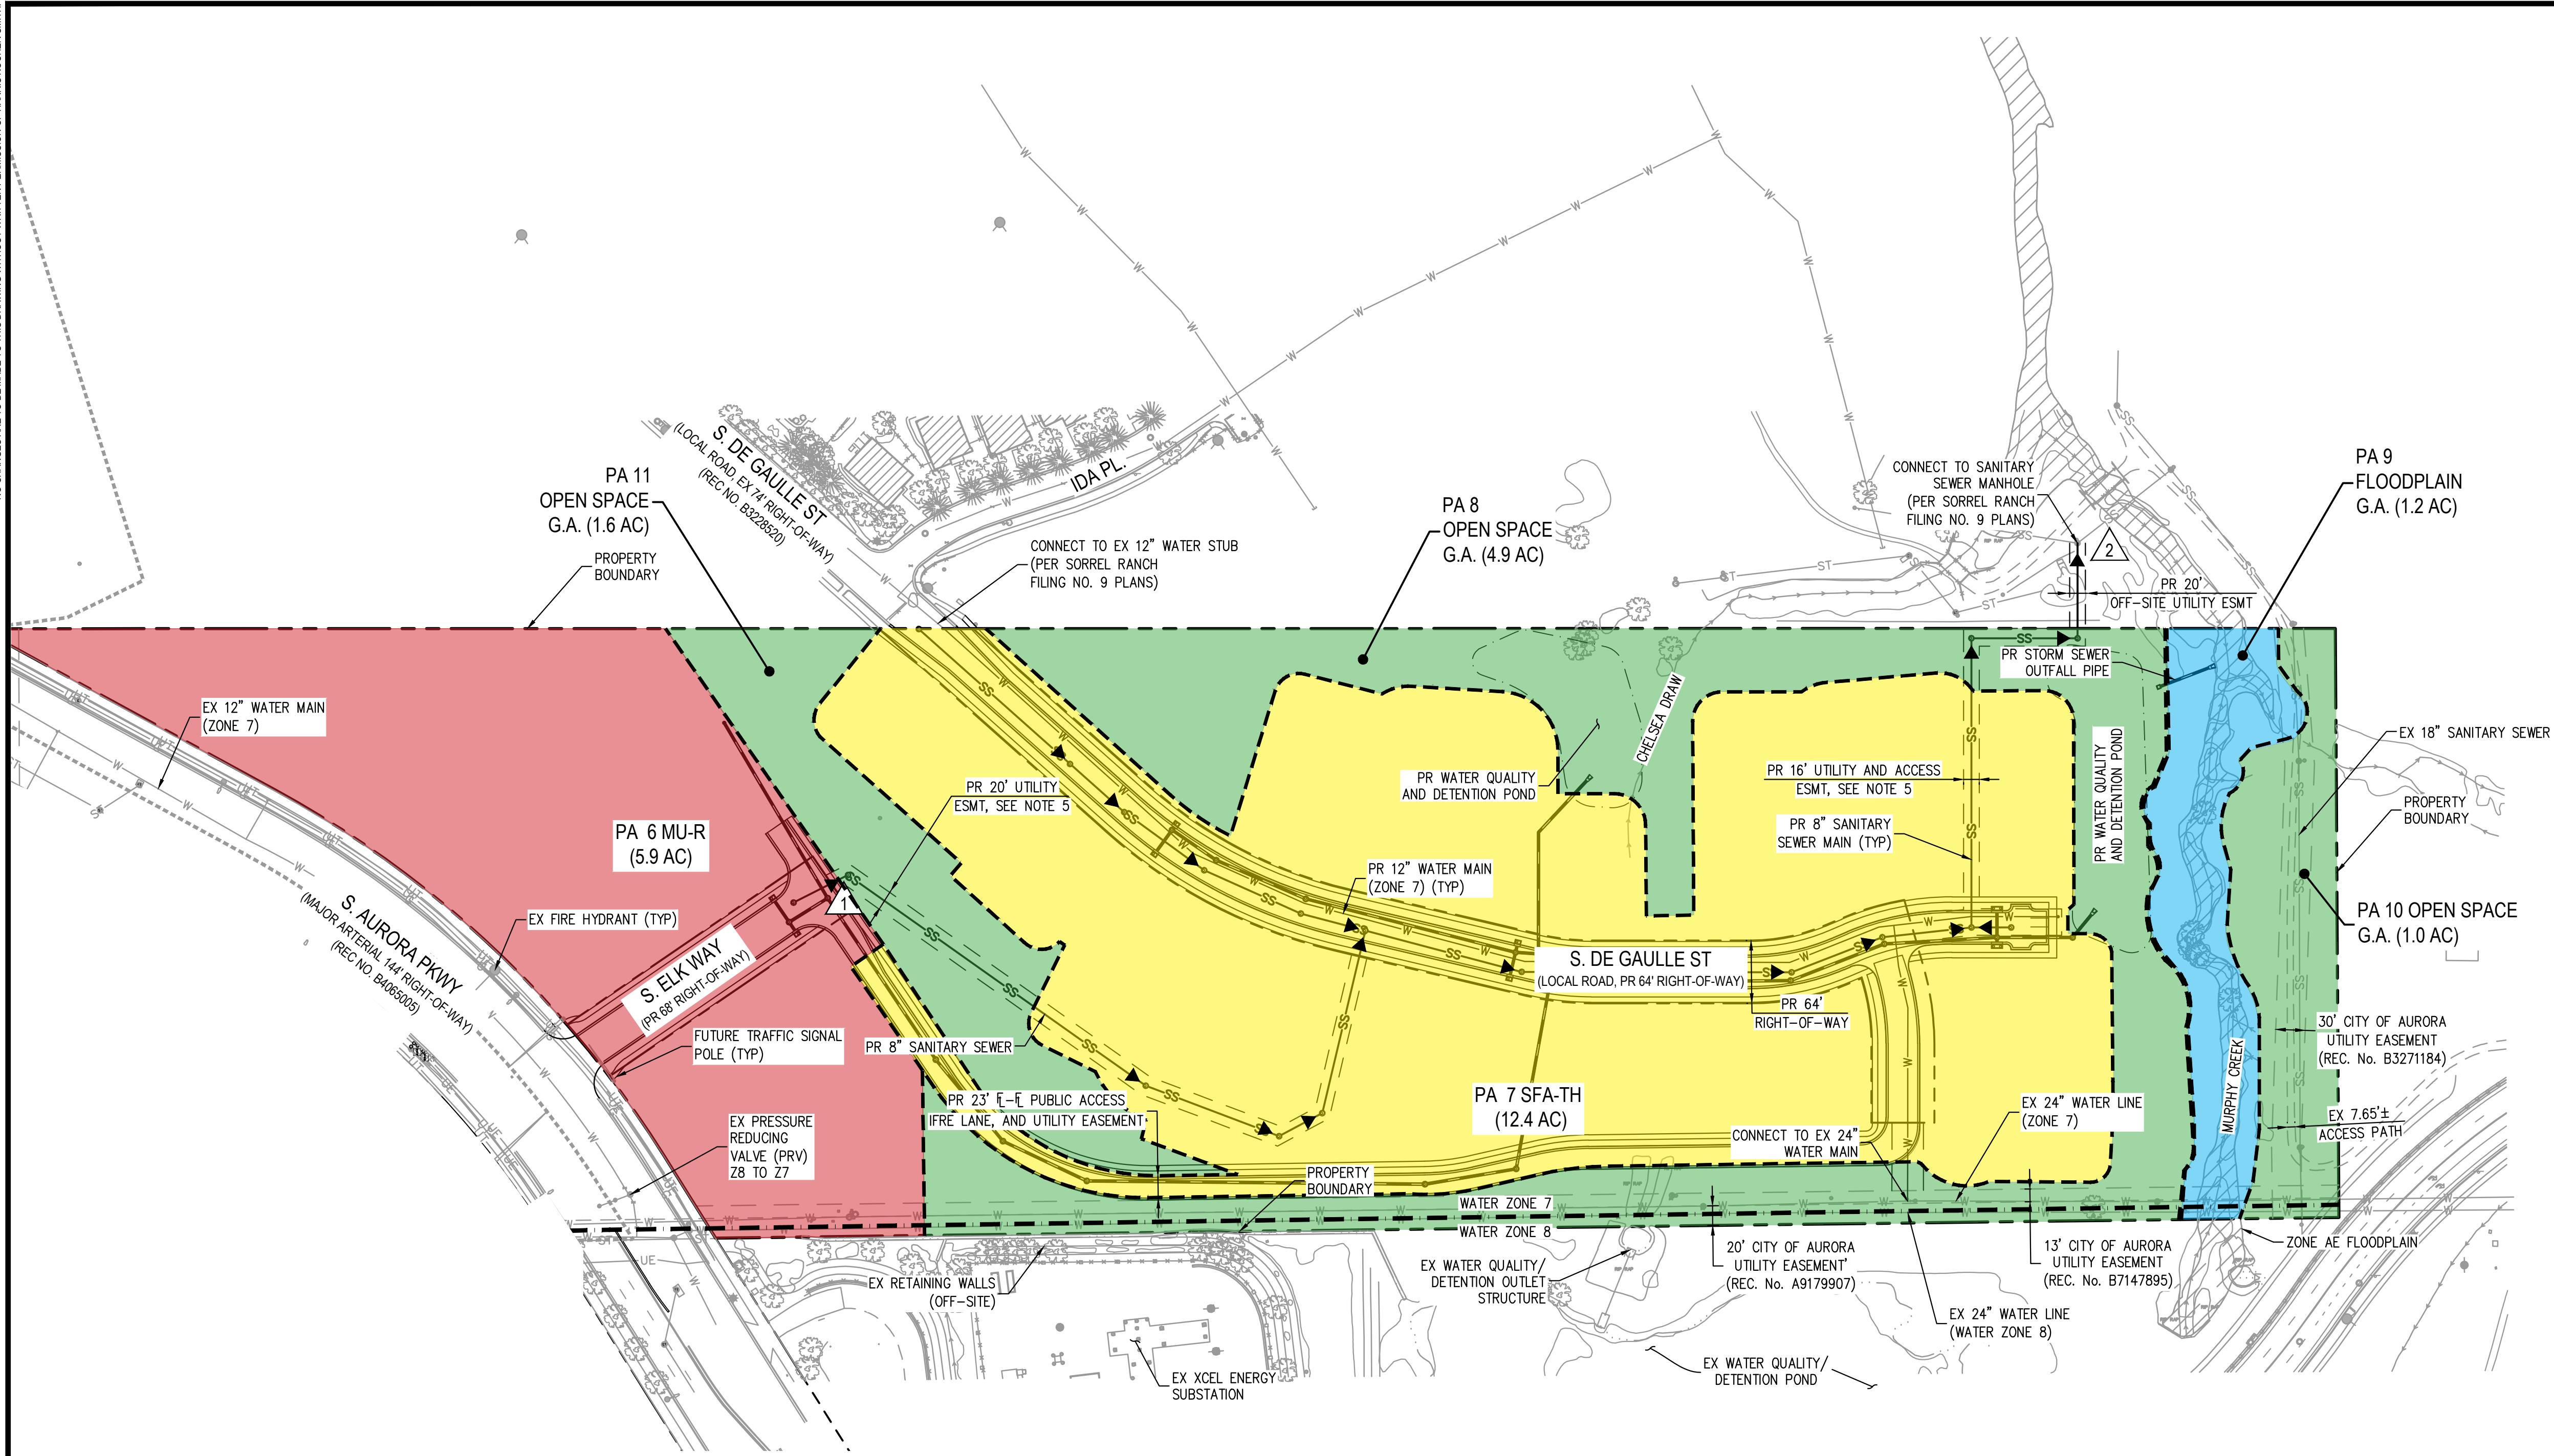 CONNECT TO SANITARY
SEWER MANHOLE
(PER SORREL RANCH
FILING NO. 9 PLANS)
PA 9
FLOODPLAIN
G.A. (1.2 AC)
2
PR 20'
OFF-SITE UTILITY ESMT
S. DE GAULLE ST
(LOCAL ROAD, EX 74' RIGHT-OF-WAY)
(REC NO. B3228520)
IDA PL.
PA 11
OPEN SPACE
G.A. (1.6 AC)
PROPERTY
BOUNDARY
CONNECT TO EX 12" WATER STUB
(PER SORREL RANCH
FILING NO. 9 PLANS)
PA 8
OPEN SPACE
G.A. (4.9 AC)
PR STORM SEWER
OUTFALL PIPE
EX 12" WATER MAIN
(ZONE 7)
CHELSEA DRAW
EX 18" SANITARY SEWER
PR 20' UTILITY
ESMT, SEE NOTE 5
PR WATER QUALITY
AND DETENTION POND
PR 16' UTILITY AND ACCESS
ESMT, SEE NOTE 5
PR WATER QUALITY
AND DETENTION POND
PROPERTY
BOUNDARY
PA 6 MU-R
(5.9 AC)
PR 8" SANITARY
SEWER MAIN (TYP)
PR 12" WATER MAIN
(ZONE 7) (TYP)
1
EX FIRE HYDRANT (TYP)
S. AURORA PKWY
(MAJOR ARTERIAL 144' RIGHT-OF-WAY)
(REC NO. B4065005)
S. ELK WAY
(PR 68' RIGHT-OF-WAY)
PA 10 OPEN SPACE
G.A. (1.0 AC)
S. DE GAULLE ST
(LOCAL ROAD, PR 64' RIGHT-OF-WAY)
PR 64'
RIGHT-OF-WAY
FUTURE TRAFFIC SIGNAL
POLE (TYP)
PR 8" SANITARY SEWER
30' CITY OF AURORA
UTILITY EASEMENT
(REC. No. B3271184)
MURPHY CREEK
PR 23' FL-FL PUBLIC ACCESS
IFRE LANE, AND UTILITY EASEMENT
PA 7 SFA-TH
(12.4 AC)
EX 24" WATER LINE
(ZONE 7)
EX 7.65'±
ACCESS PATH
EX PRESSURE
REDUCING
VALVE (PRV)
Z8 TO Z7
CONNECT TO EX 24"
WATER MAIN
PROPERTY
BOUNDARY
WATER ZONE 7
WATER ZONE 8
ZONE AE FLOODPLAIN
EX RETAINING WALLS
(OFF-SITE)
EX WATER QUALITY/
DETENTION OUTLET
STRUCTURE
20' CITY OF AURORA
UTILITY EASEMENT'
(REC. No. A9179907)
13' CITY OF AURORA
UTILITY EASEMENT
(REC. No. B7147895)
EX 24" WATER LINE
(WATER ZONE 8)
EX XCEL ENERGY
SUBSTATION
EX WATER QUALITY/
DETENTION POND